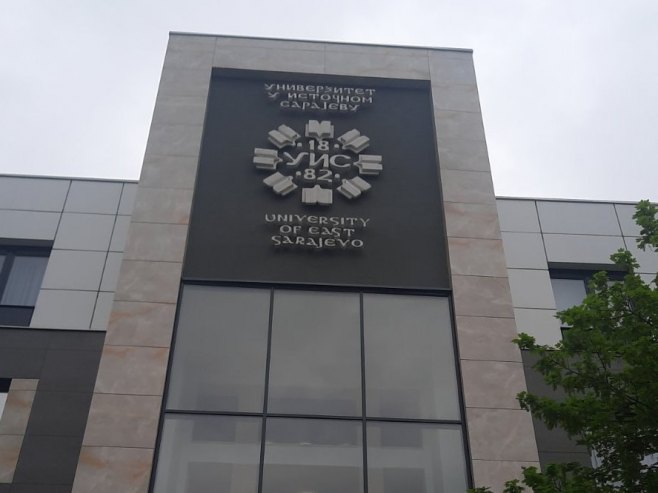 УНИВЕРЗИТЕТ
У ИСТОЧНОМ
САРАЈЕВУ
18
УИС
82
UNIVERSITY
OF EAST
SARAJEVO